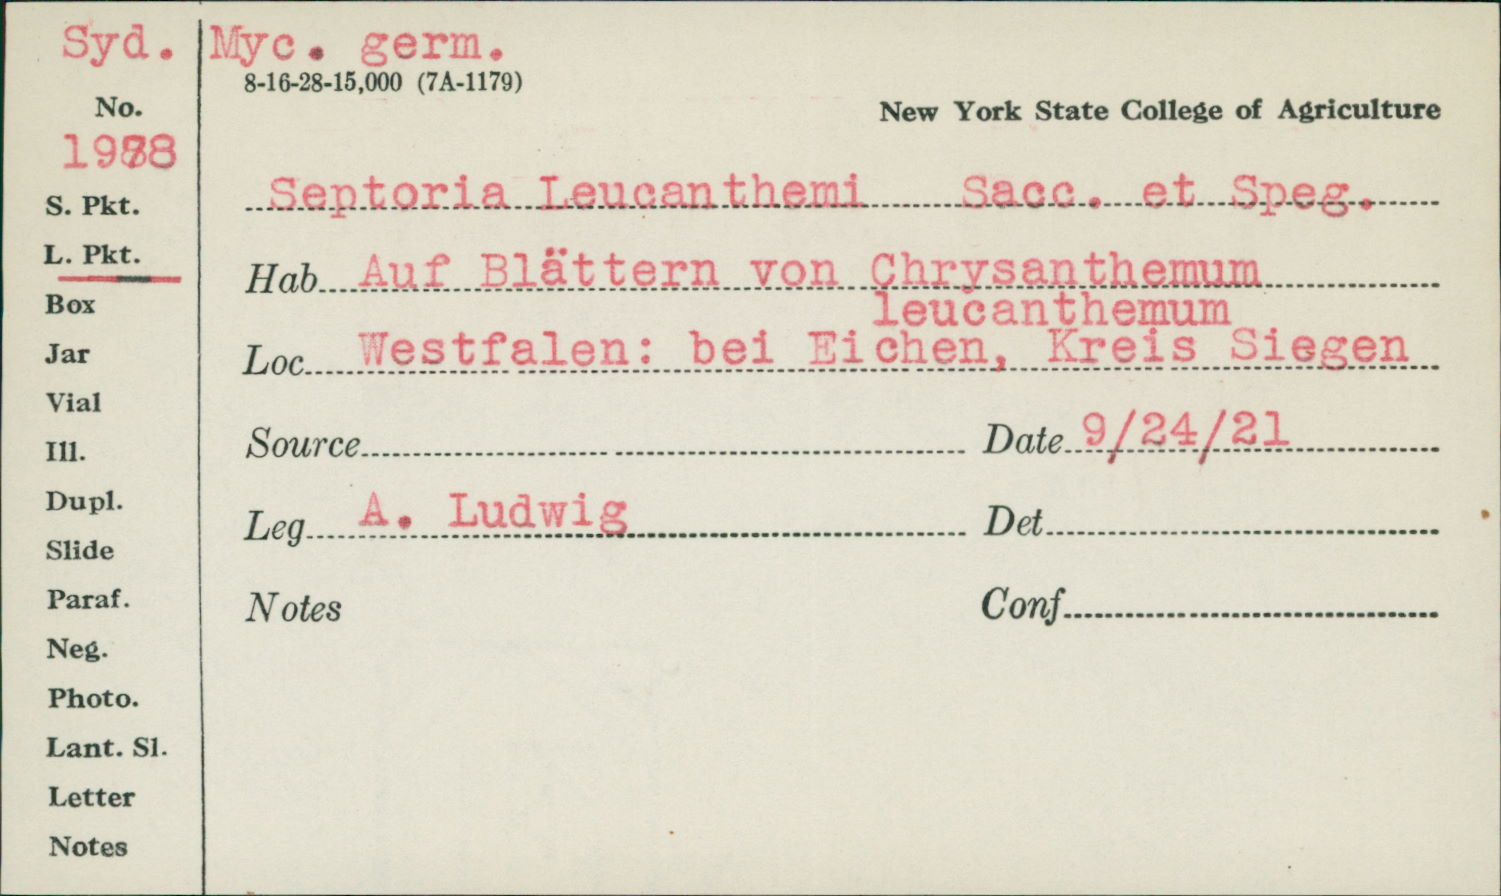 Syd. Myc. germ.
8-16-28-15,000 (7A-1179)
New York State College of Agriculture
No.
S. Pkt.
L. Pkt.
Box
Jar
Vial
Ill.
Dupl.
Slide
Paraf.
Neg.
Photo.
Lant. Sl.
Letter
Notes
Septoria Leucanthemi Sacc. et Speg.
Hab. Auf Blättern von Chrysanthemum
leucanthemum
Loc. Westfalen: bei Eichen, Kreis Siegen
Source Date 9/24/21
Leg. A. Ludwig Det.
Notes Conf.